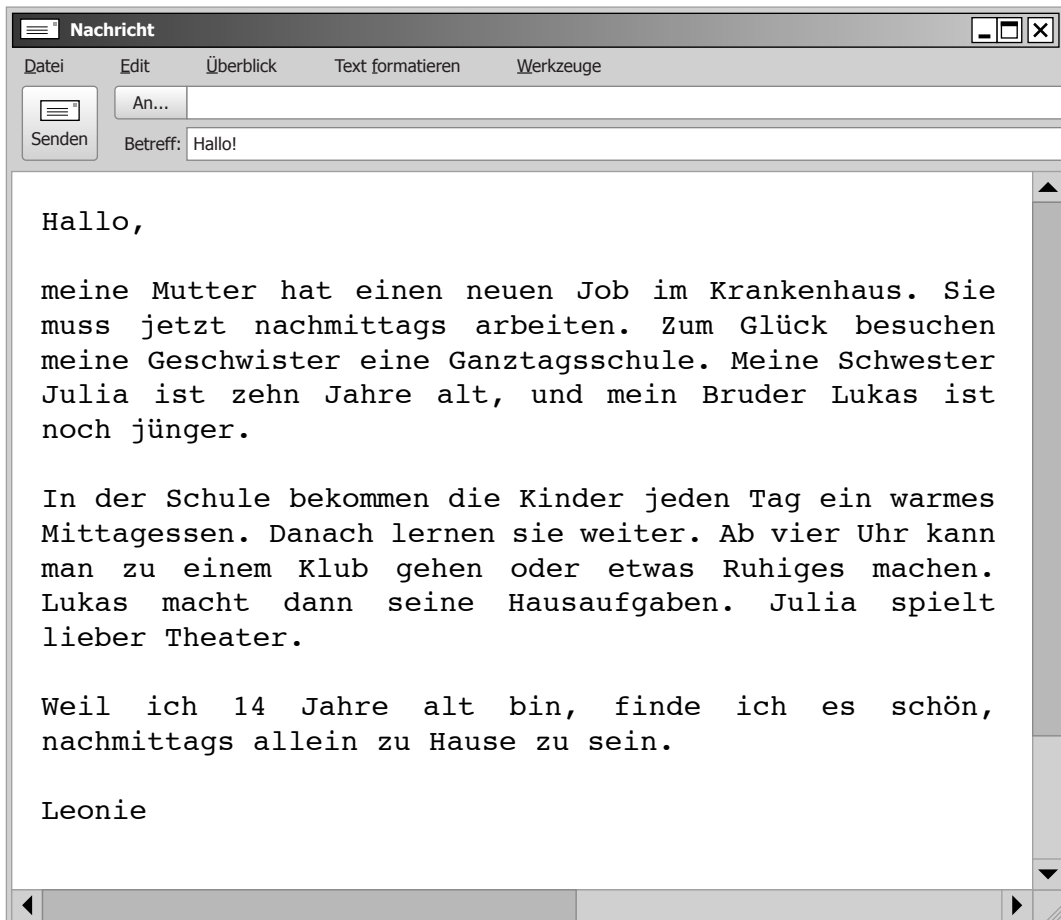 Nachricht
Datei Edit Überblick Text formatieren Werkzeuge
An...
Senden
Betreff: Hallo!
Hallo,
meine Mutter hat einen neuen Job im Krankenhaus. Sie
muss jetzt nachmittags arbeiten. Zum Glück besuchen
meine Geschwister eine Ganztagsschule. Meine Schwester
Julia ist zehn Jahre alt, und mein Bruder Lukas ist
noch jünger.
In der Schule bekommen die Kinder jeden Tag ein warmes
Mittagessen. Danach lernen sie weiter. Ab vier Uhr kann
man zu einem Klub gehen oder etwas Ruhiges machen.
Lukas macht dann seine Hausaufgaben. Julia spielt
lieber Theater.
Weil ich 14 Jahre alt bin, finde ich es schön,
nachmittags allein zu Hause zu sein.
Leonie